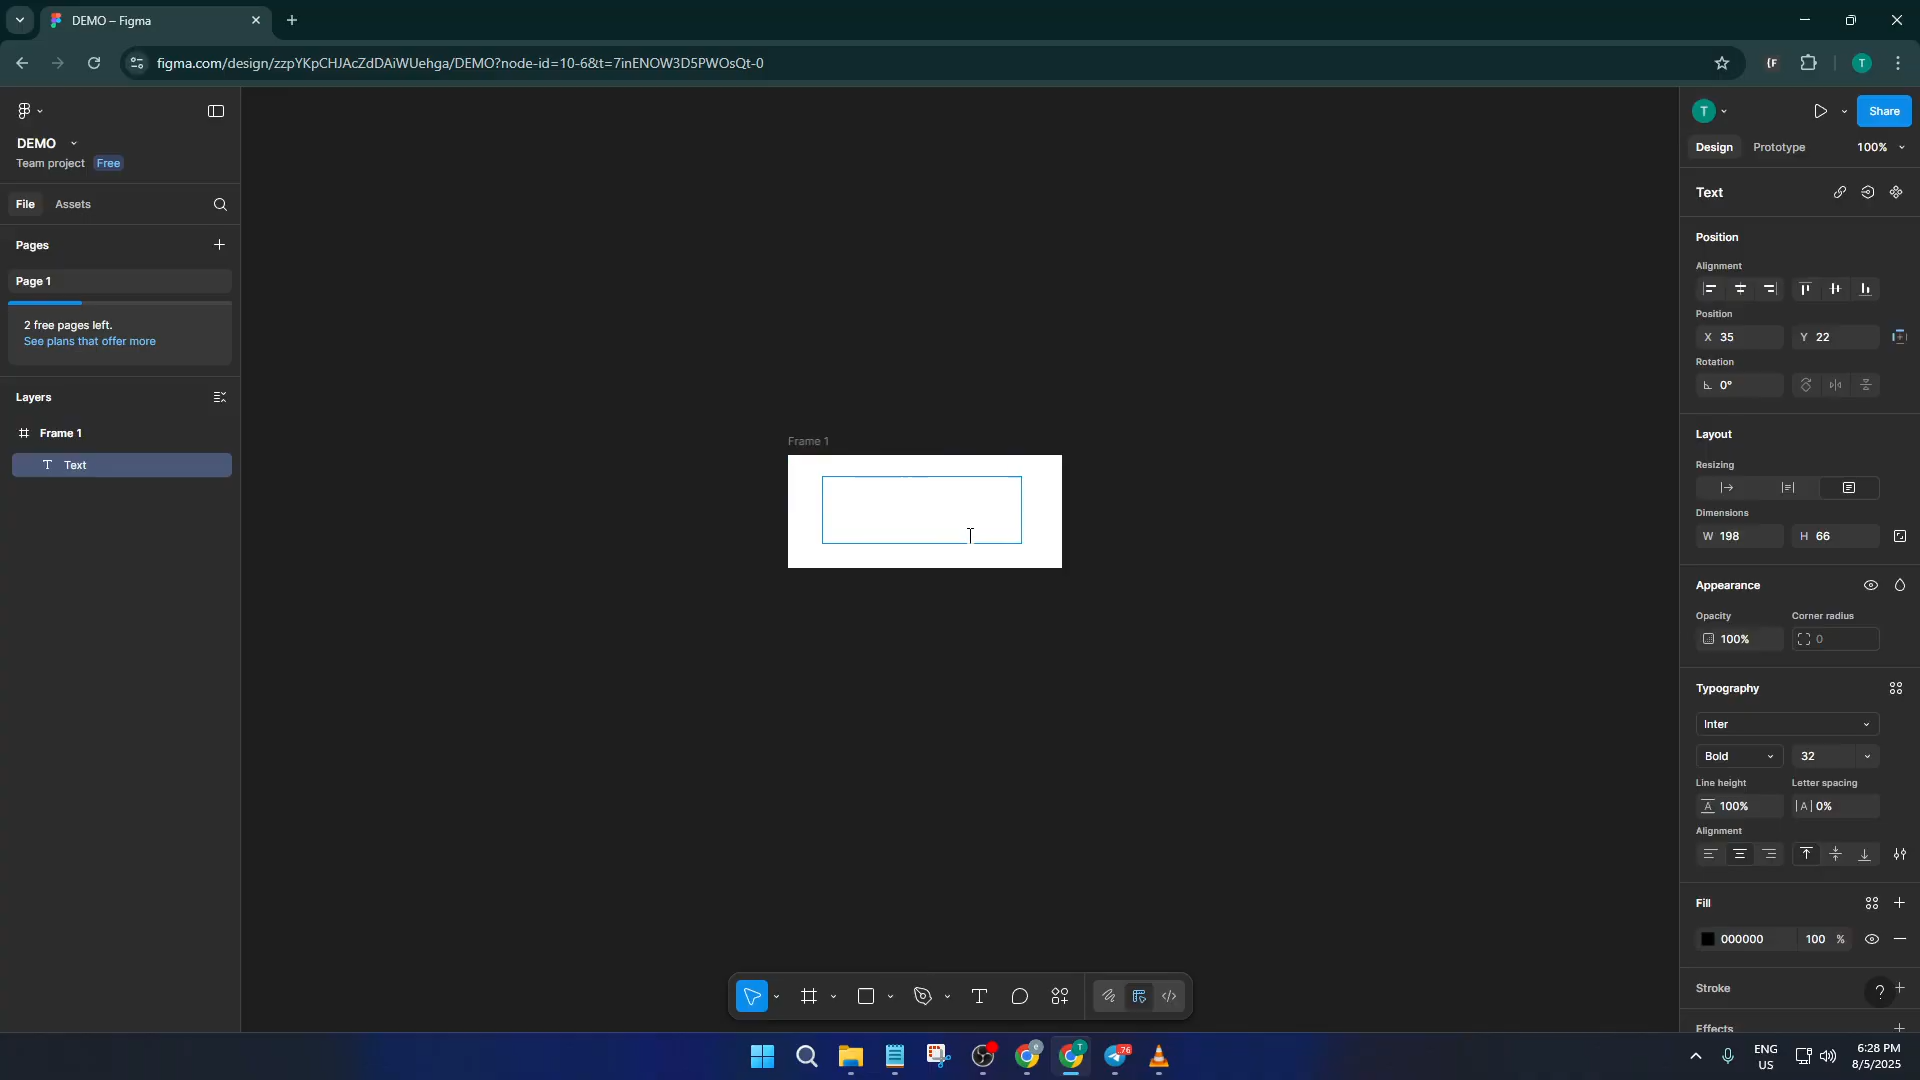 DEMO – Figma
figma.com/design/zzpYKpCHJAcZdDAiWUehga/DEMO?node-id=10-6&t=7inENOW3D5PWOsQt-0
T
DEMO
Team project Free
File Assets
Pages
Page 1
2 free pages left.
See plans that offer more
Layers
Frame 1
T Text
Frame 1
T
Share
Design Prototype 100%
Text
Position
Alignment
Position
X 35 Y 22
Rotation
0°
Layout
Resizing
Dimensions
W 198 H 66
Appearance
Opacity Corner radius
100% 0
Typography
Inter
Bold 32
Line height Letter spacing
A 100% |A| 0%
Alignment
Fill
000000 100 %
Stroke
?
Effects
T
76
ENG
US
6:28 PM
8/5/2025